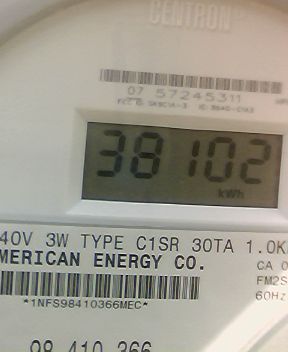 CENTRON
07 57245311
38102
kWh
40V 3W TYPE C1SR 30TA 1.0K
MERICAN ENERGY CO.
CA 0
FM2S
60Hz
*1NFS98410366MEC*
98 410 366